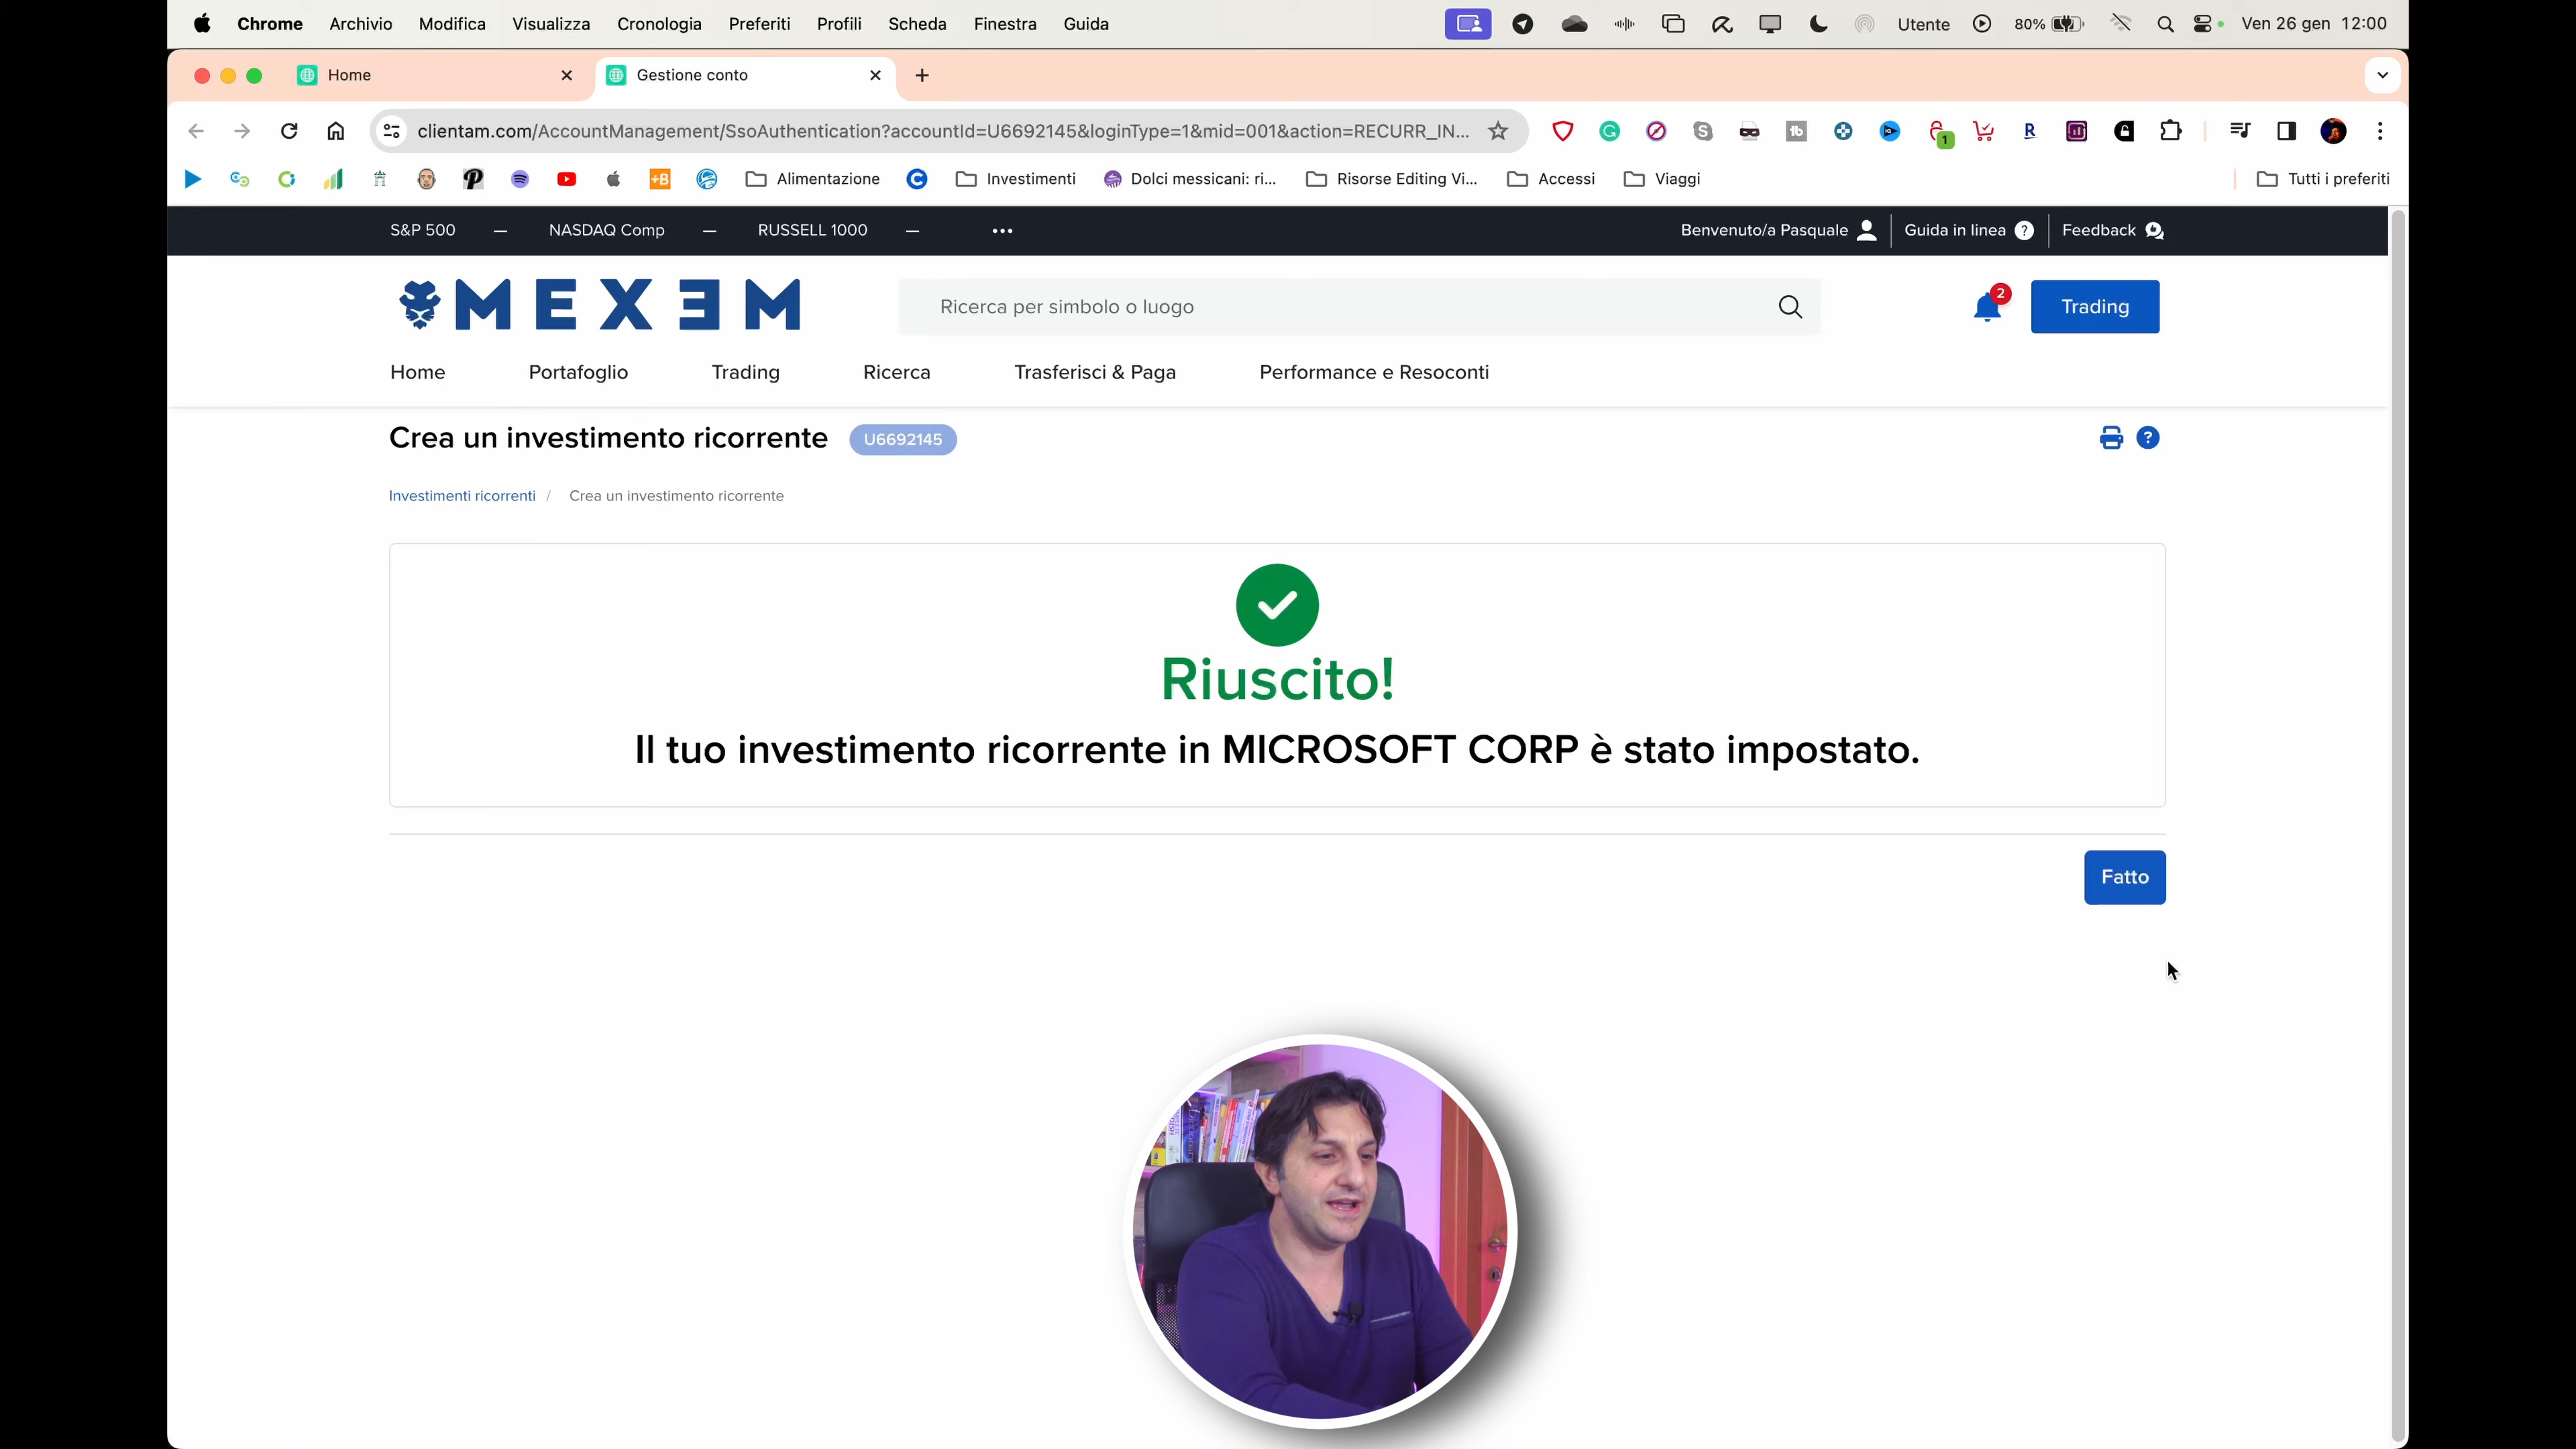 Chrome Archivio Modifica Visualizza Cronologia Preferiti Profili Scheda Finestra Guida Utente 80% Ven 26 gen 12:00
Home Gestione conto
clientam.com/AccountManagement/SsoAuthentication?accountId=U6692145&loginType=1&mid=001&action=RECURR_IN...
Alimentazione Investimenti Dolci messicani: ri... Risorse Editing Vi... Accessi Viaggi Tutti i preferiti
S&P 500 — NASDAQ Comp — RUSSELL 1000 — ••• Benvenuto/a Pasquale Guida in linea Feedback
MEXEM Ricerca per simbolo o luogo 2 Trading
Home Portafoglio Trading Ricerca Trasferisci & Paga Performance e Resoconti
Crea un investimento ricorrente U6692145
Investimenti ricorrenti / Crea un investimento ricorrente
Riuscito!
Il tuo investimento ricorrente in MICROSOFT CORP è stato impostato.
Fatto